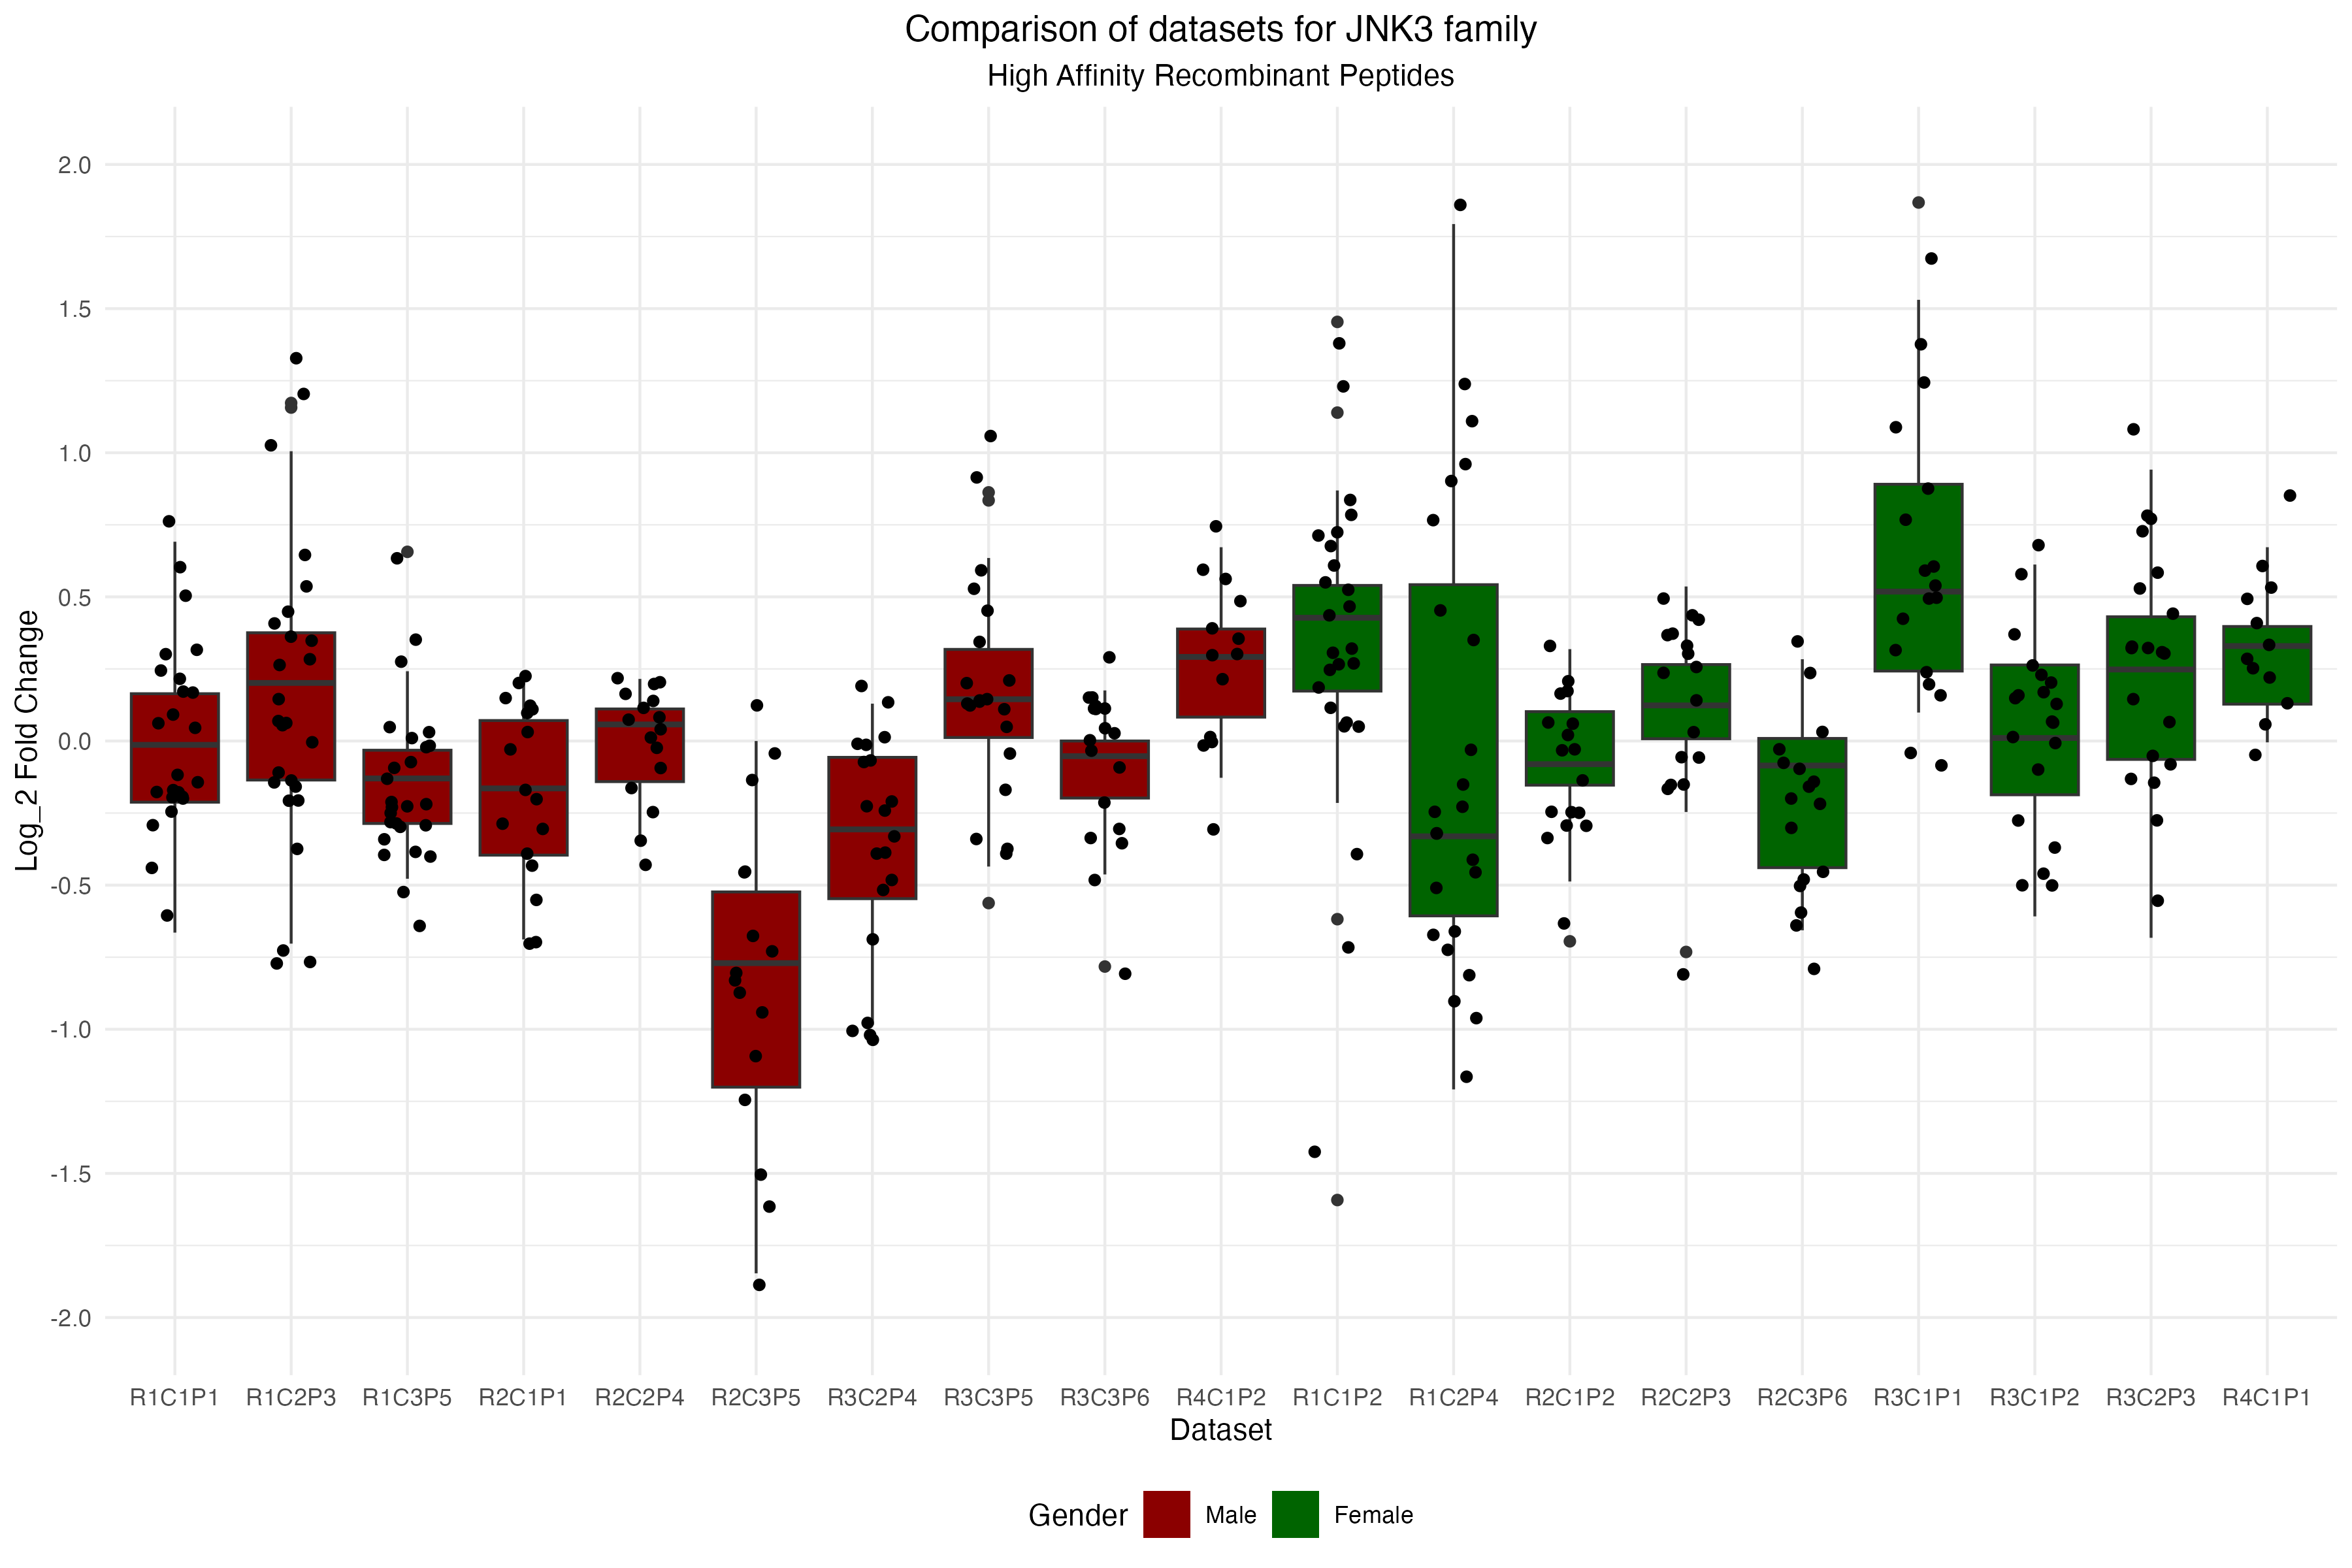 Comparison of datasets for JNK3 family
High Affinity Recombinant Peptides
Log_2 Fold Change
2.0
1.5
1.0
0.5
0.0
-0.5
-1.0
-1.5
-2.0
R1C1P1 R1C2P3 R1C3P5 R2C1P1 R2C2P4 R2C3P5 R3C2P4 R3C3P5 R3C3P6 R4C1P2 R1C1P2 R1C2P4 R2C1P2 R2C2P3 R2C3P6 R3C1P1 R3C1P2 R3C2P3 R4C1P1
Dataset
Gender Male Female